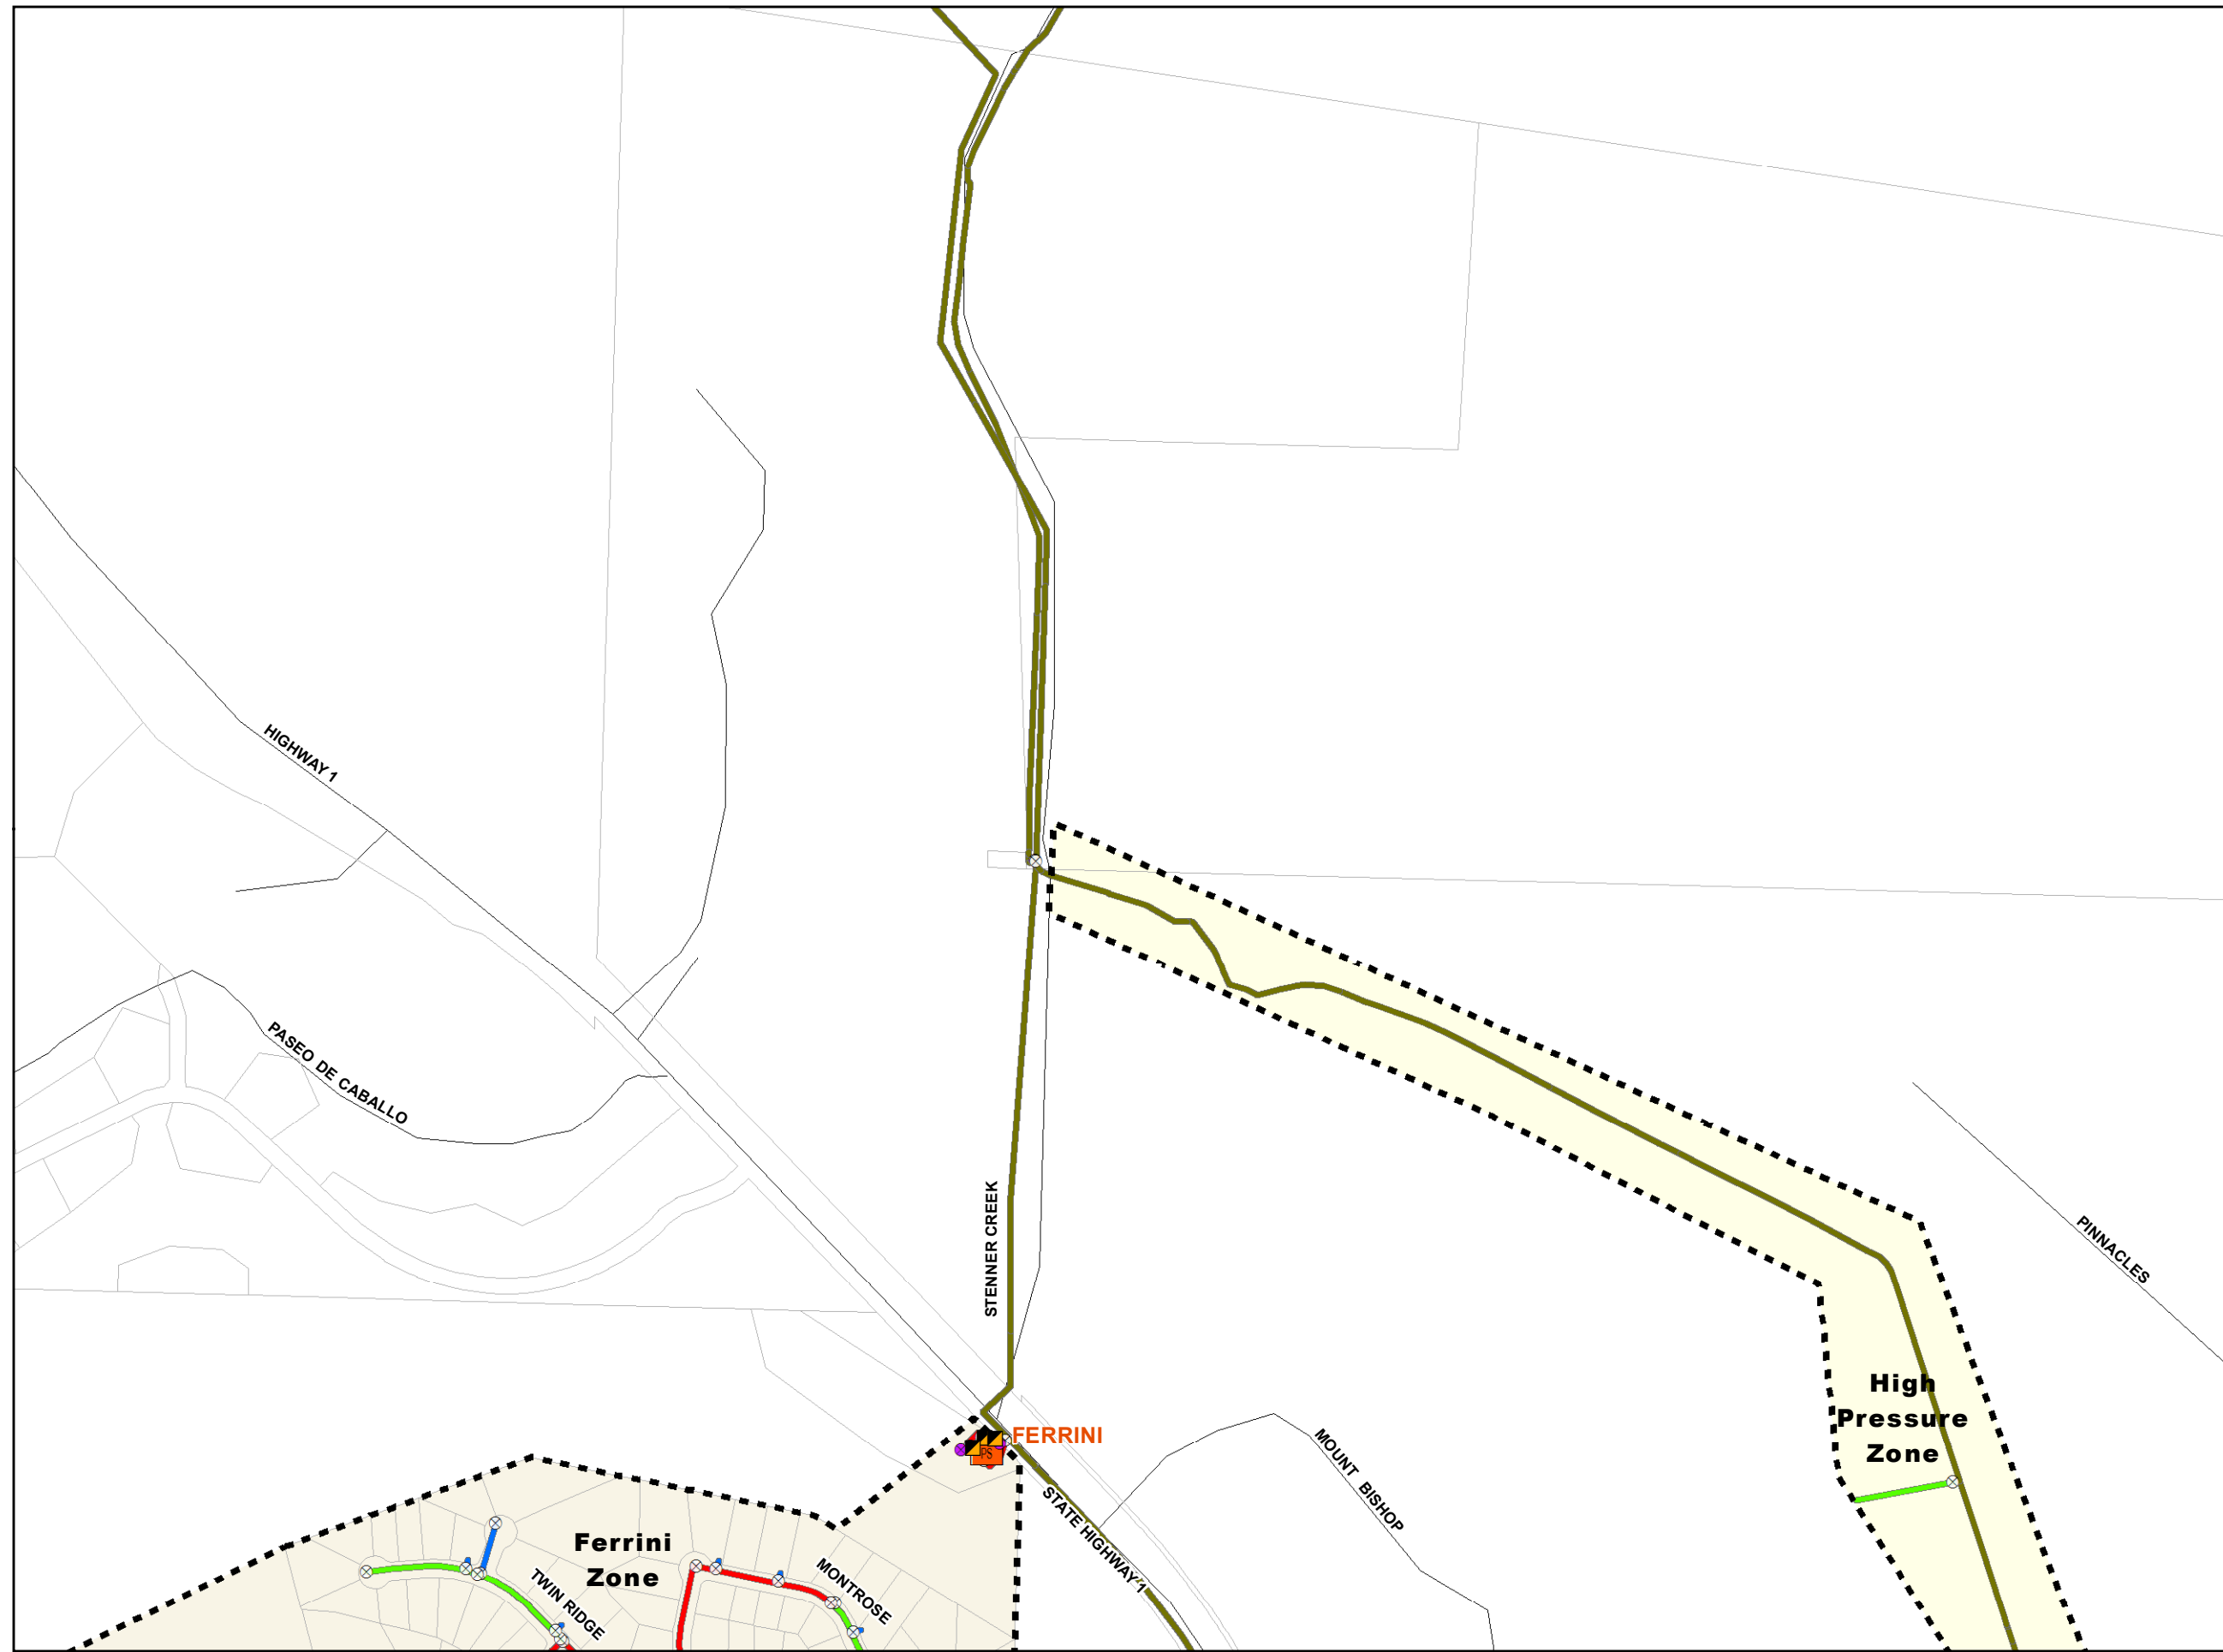 HIGHWAY 1
PASEO DE CABALLO
STENNER CREEK
PINNACLES
High
Pressure
Zone
FERRINI
PS
MOUNT BISHOP
STATE HIGHWAY 1
Ferrini
Zone
TWIN RIDGE
MONTROSE